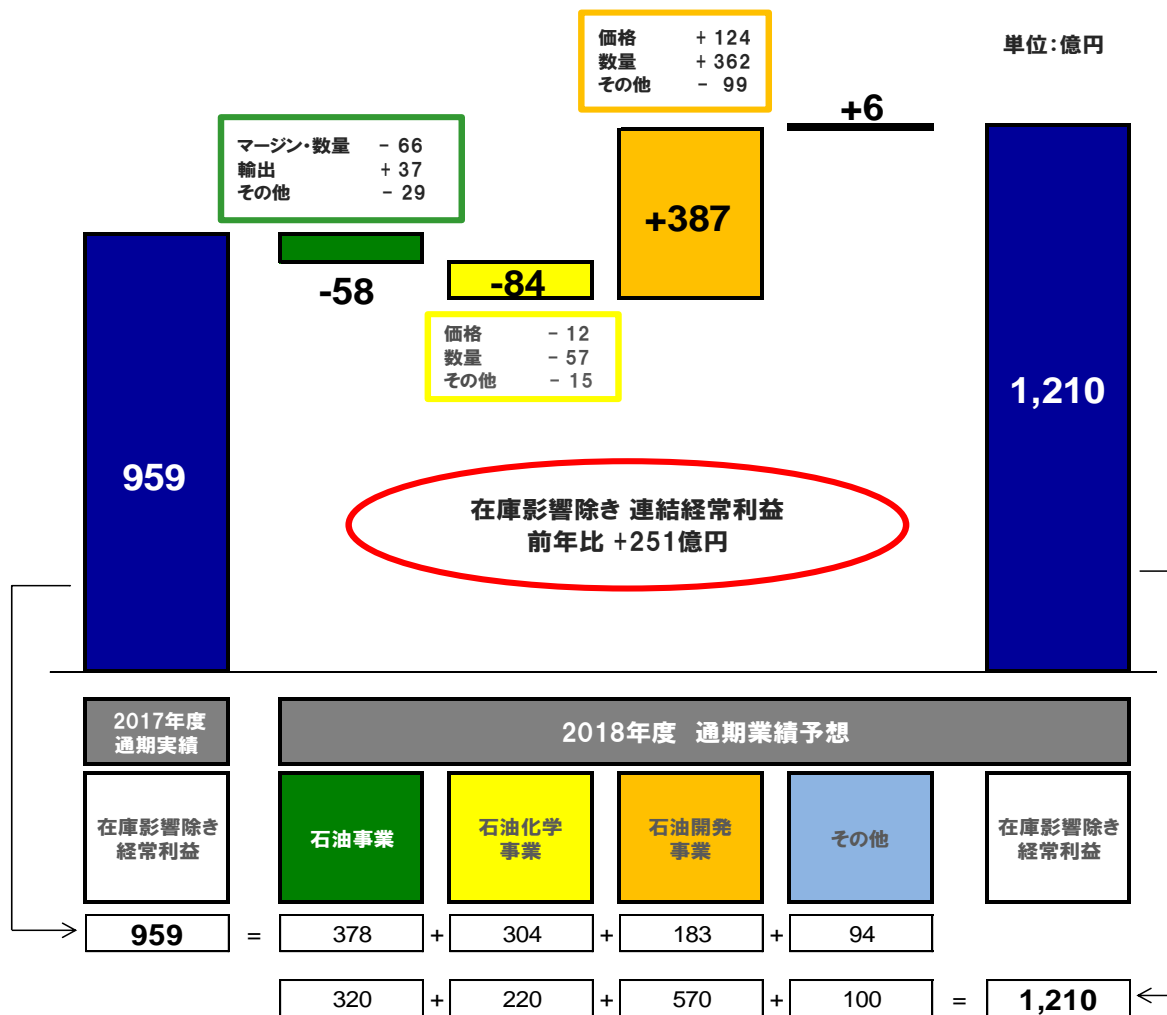 単位：億円
価格 + 124
数量 + 362
その他 - 99
+6
マージン・数量 - 66
輸出 + 37
その他 - 29
+387
-58
-84
価格 - 12
数量 - 57
その他 - 15
959
1,210
在庫影響除き 連結経常利益
前年比 +251億円
2017年度
通期実績
2018年度 通期業績予想
在庫影響除き
経常利益
石油事業
石油化学
事業
石油開発
事業
その他
在庫影響除き
経常利益
959 = 378 + 304 + 183 + 94
320 + 220 + 570 + 100 = 1,210